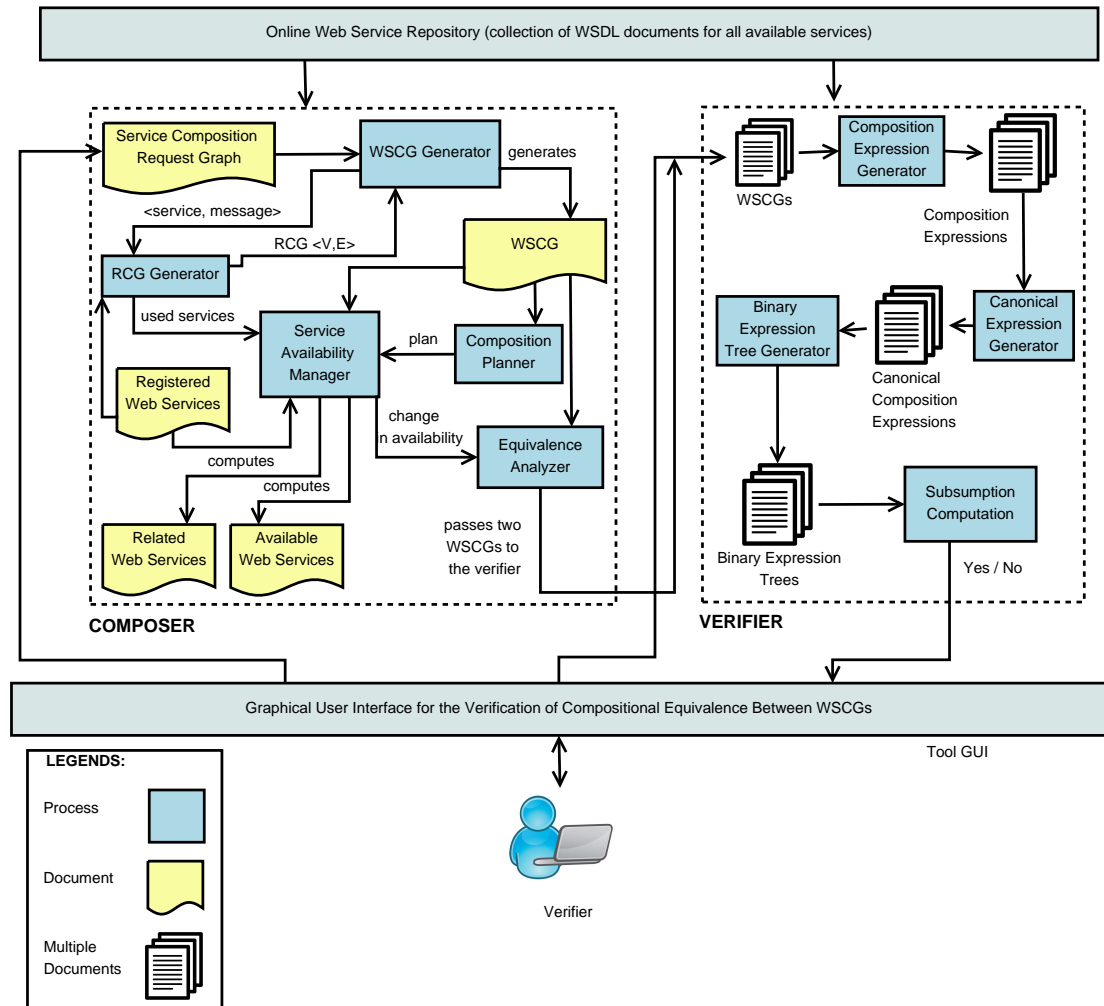 Online Web Service Repository (collection of WSDL documents for all available services)
Service Composition
Request Graph
WSCG Generator
generates
<service, message>
RCG <V,E>
WSCG
RCG Generator
used services
Service
Availability
Manager
plan
Composition
Planner
Registered
Web Services
change
in availability
Equivalence
Analyzer
computes
computes
Related
Web Services
Available
Web Services
passes two
WSCGs to
the verifier
COMPOSER
WSCGs
Composition
Expression
Generator
Composition
Expressions
Binary
Expression
Tree Generator
Canonical
Expression
Generator
Canonical
Composition
Expressions
Subsumption
Computation
Binary Expression
Trees
Yes / No
VERIFIER
Graphical User Interface for the Verification of Compositional Equivalence Between WSCGs
Tool GUI
LEGENDS:
Process
Document
Multiple
Documents
Verifier